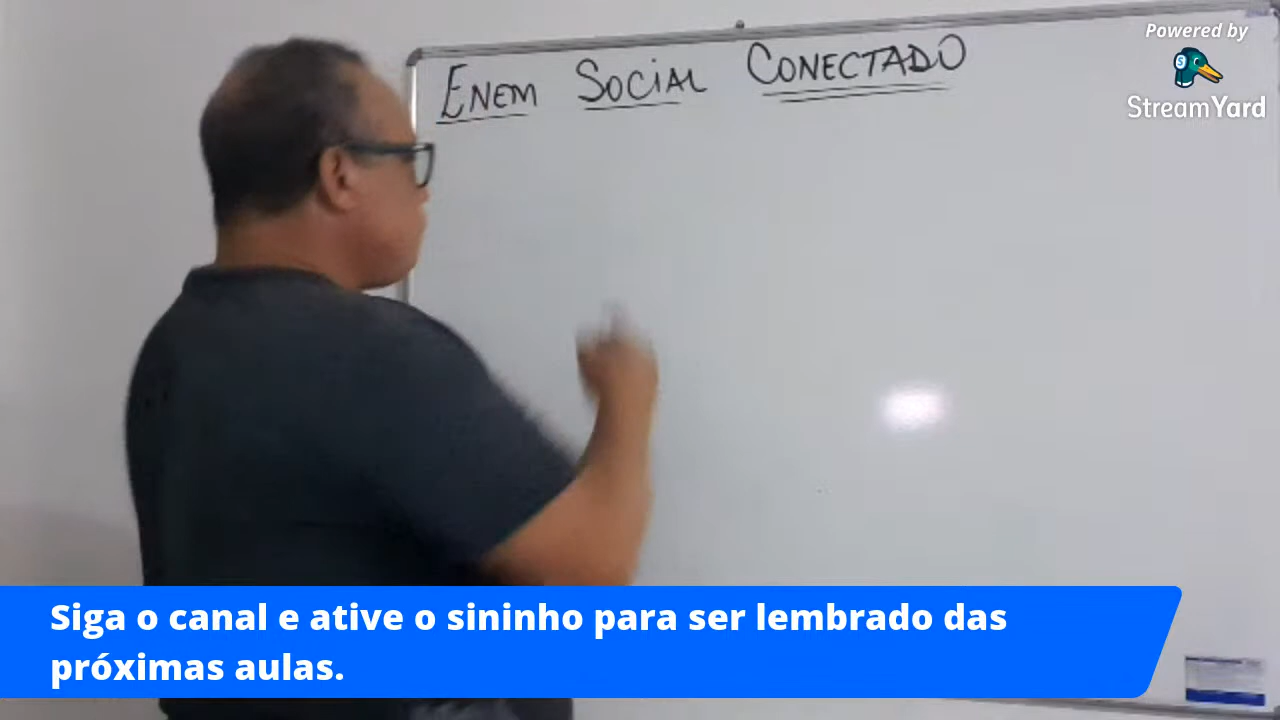 ENEM SOCIAL CONECTADO
Powered by
StreamYard
Siga o canal e ative o sininho para ser lembrado das
próximas aulas.